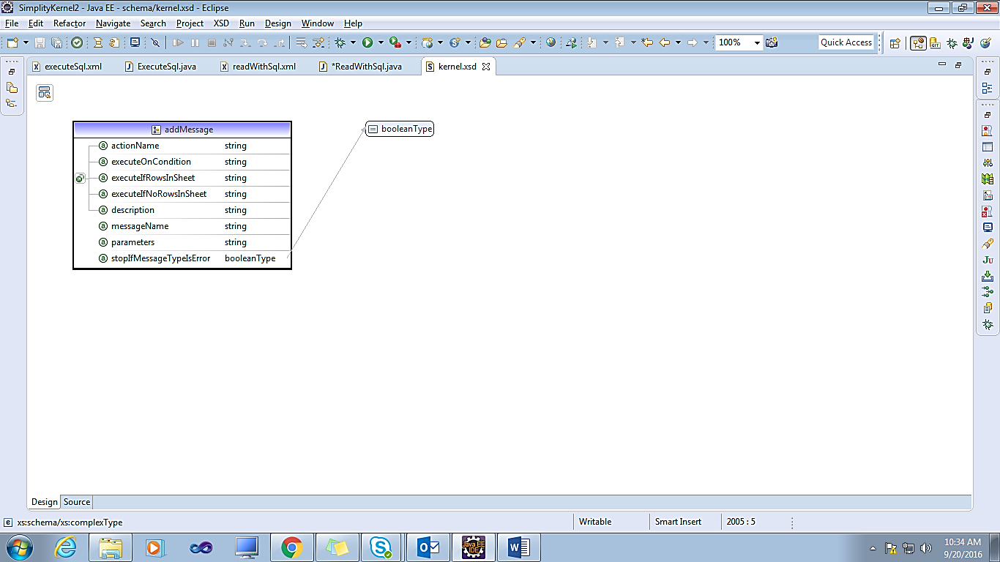 SimplityKernel2 - Java EE - schema/kernel.xsd - Eclipse
File Edit Refactor Navigate Search Project XSD Run Design Window Help
100% Quick Access
executeSql.xml ExecuteSql.java readWithSql.xml *ReadWithSql.java kernel.xsd
addMessage booleanType
actionName string
executeOnCondition string
executeIfRowsInSheet string
executeIfNoRowsInSheet string
description string
messageName string
parameters string
stopIfMessageTypeIsError booleanType
Design Source
xs:schema/xs:complexType Writable Smart Insert 2005 : 5
Java EE
IDE
10:34 AM
9/20/2016